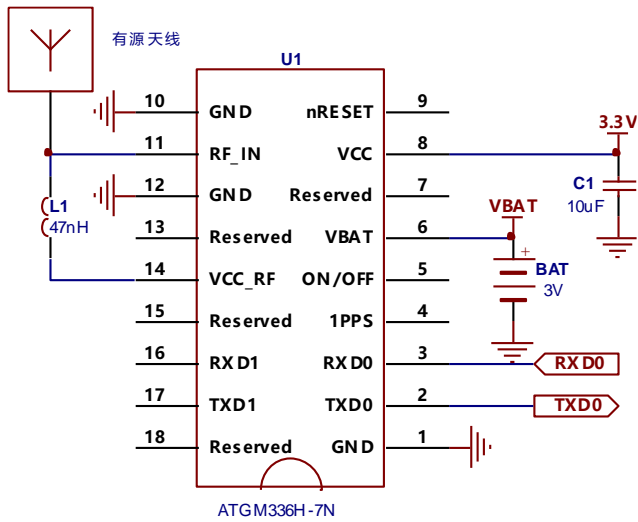 有源天线
U1
10 GND nRESET 9
11 RF_IN VCC 8
3.3V
12 GND Reserved 7
C1
10uF
L1
47nH
13 Reserved VBAT 6
VBAT
14 VCC_RF ON/OFF 5
+
BAT
3V
15 Reserved 1PPS 4
16 RXD1 RXD0 3
RXD0
17 TXD1 TXD0 2
TXD0
18 Reserved GND 1
ATGM336H-7N